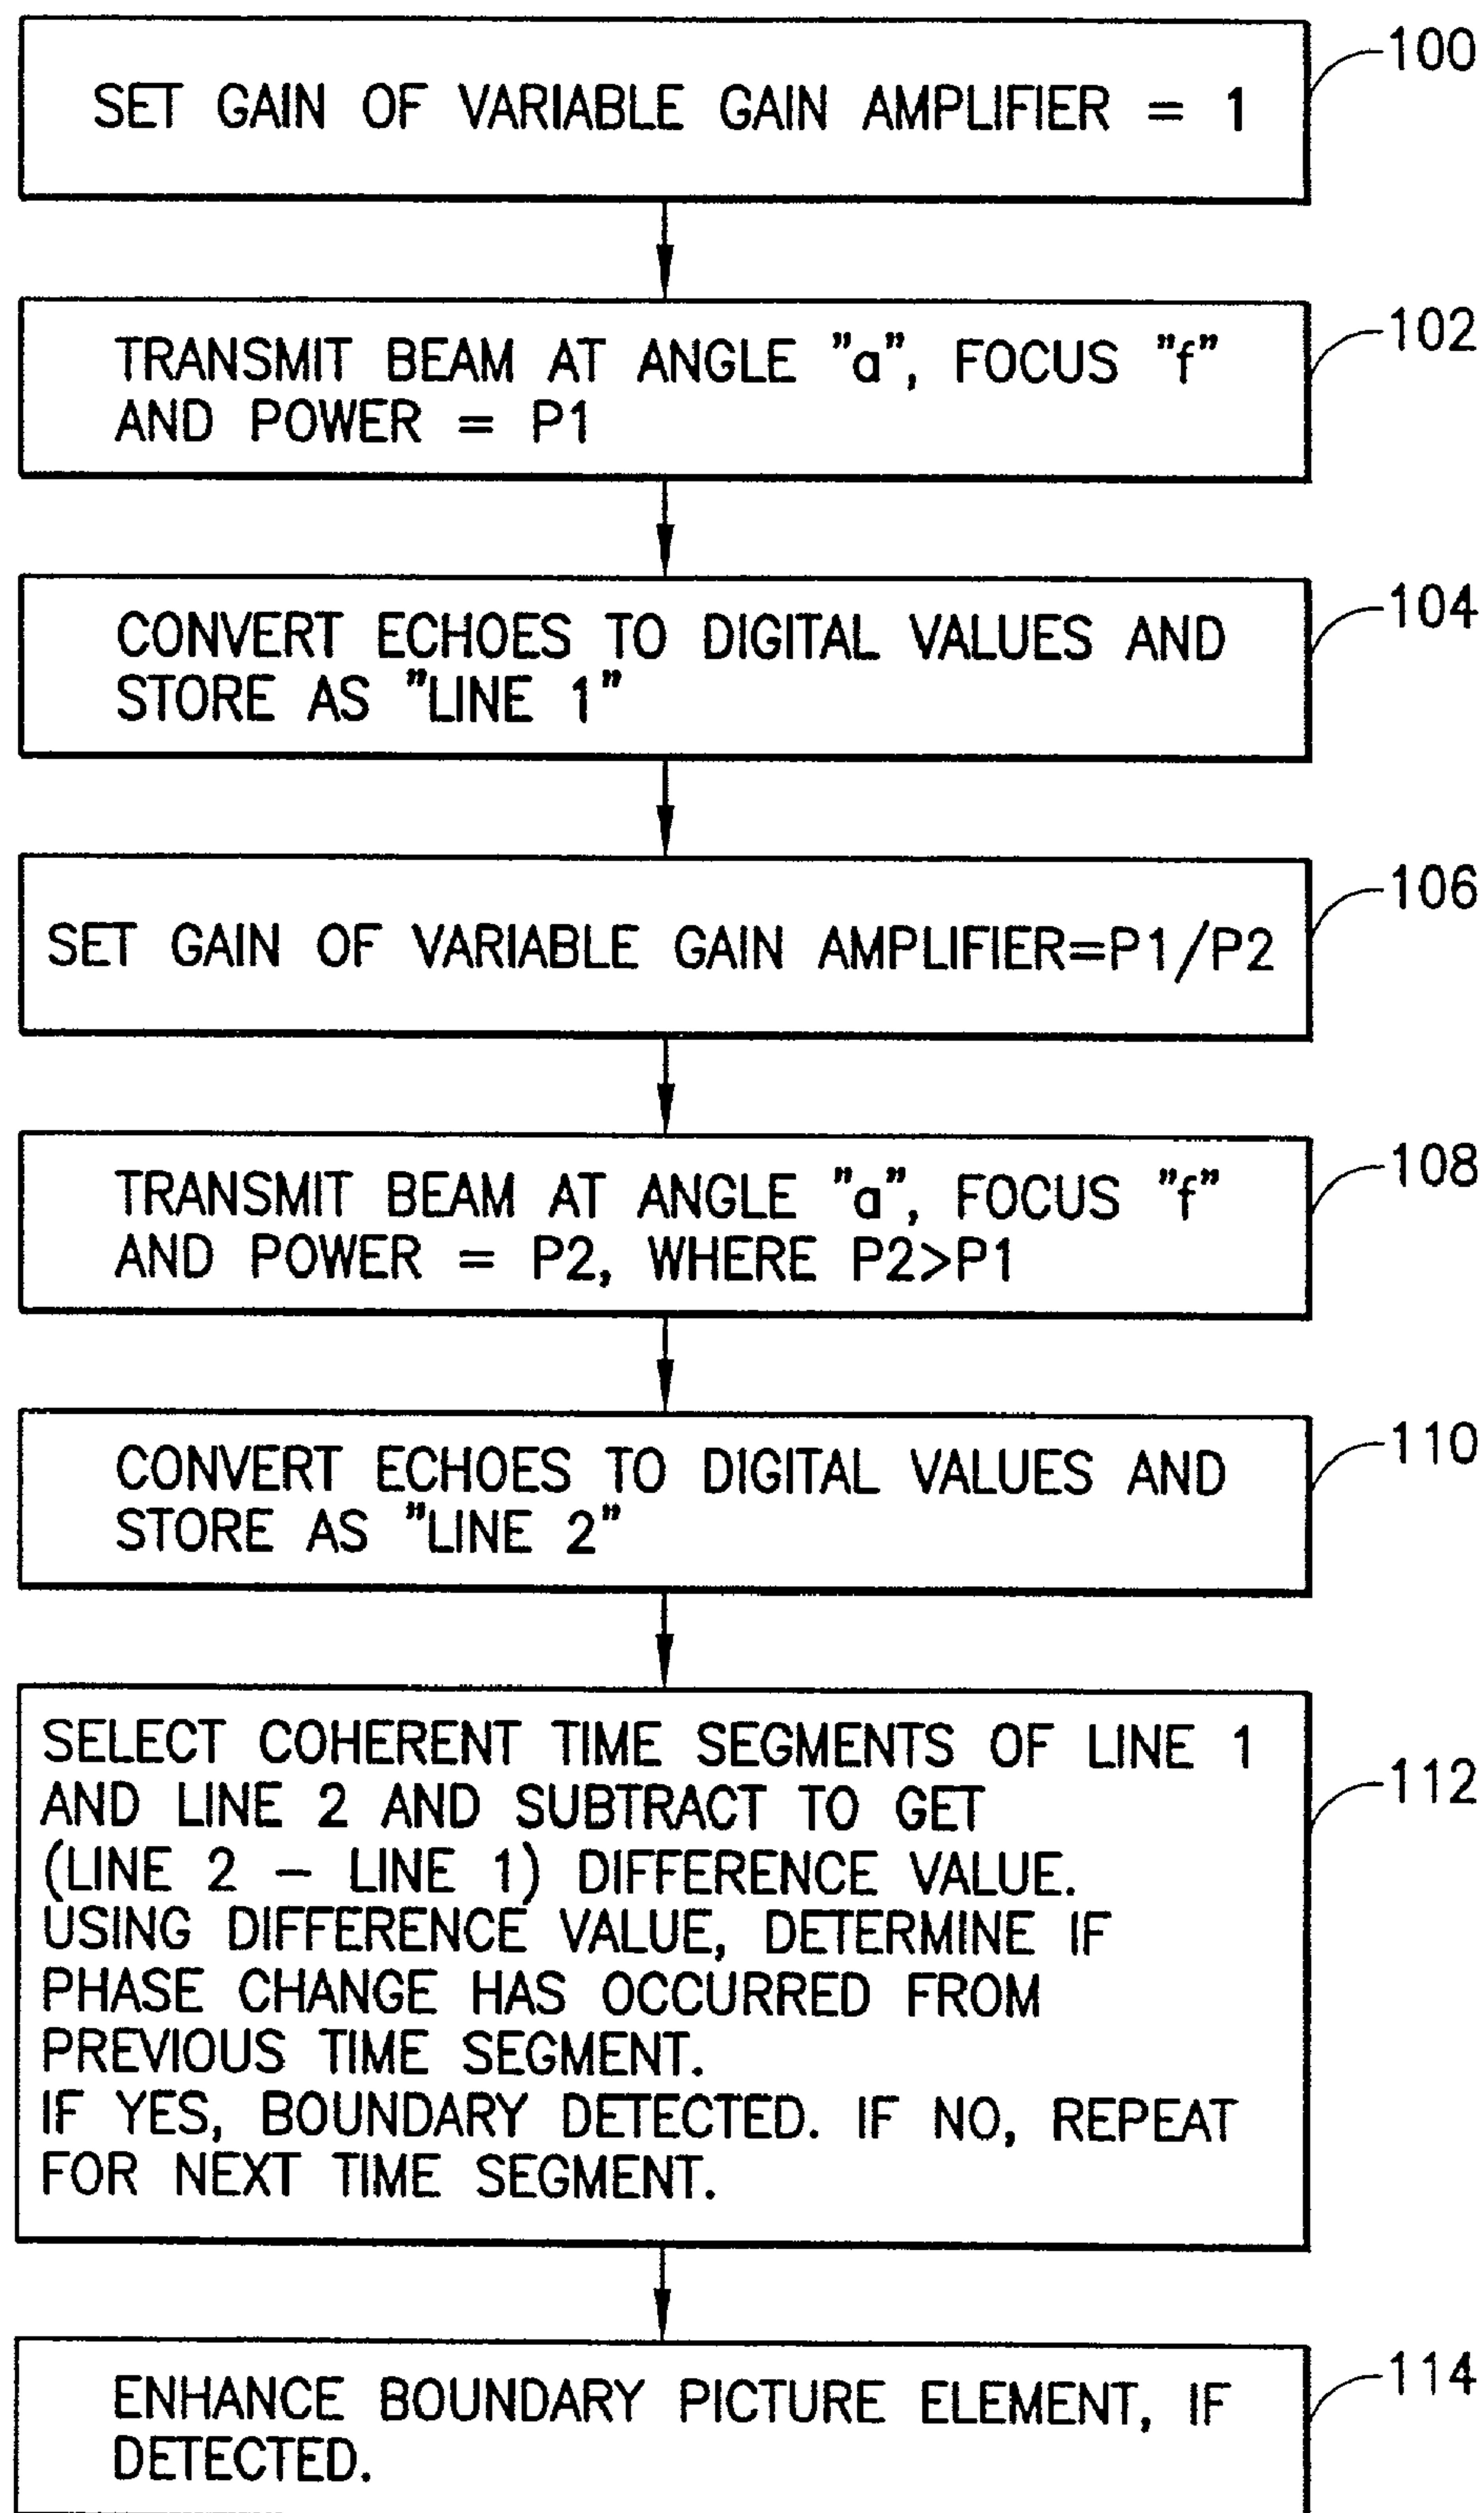 100
SET GAIN OF VARIABLE GAIN AMPLIFIER = 1
102
TRANSMIT BEAM AT ANGLE "a", FOCUS "f"
AND POWER = P1
104
CONVERT ECHOES TO DIGITAL VALUES AND
STORE AS "LINE 1"
106
SET GAIN OF VARIABLE GAIN AMPLIFIER=P1/P2
108
TRANSMIT BEAM AT ANGLE "a", FOCUS "f"
AND POWER = P2, WHERE P2>P1
110
CONVERT ECHOES TO DIGITAL VALUES AND
STORE AS "LINE 2"
SELECT COHERENT TIME SEGMENTS OF LINE 1
112
AND LINE 2 AND SUBTRACT TO GET
(LINE 2 – LINE 1) DIFFERENCE VALUE.
USING DIFFERENCE VALUE, DETERMINE IF
PHASE CHANGE HAS OCCURRED FROM
PREVIOUS TIME SEGMENT.
IF YES, BOUNDARY DETECTED. IF NO, REPEAT
FOR NEXT TIME SEGMENT.
114
ENHANCE BOUNDARY PICTURE ELEMENT, IF
DETECTED.